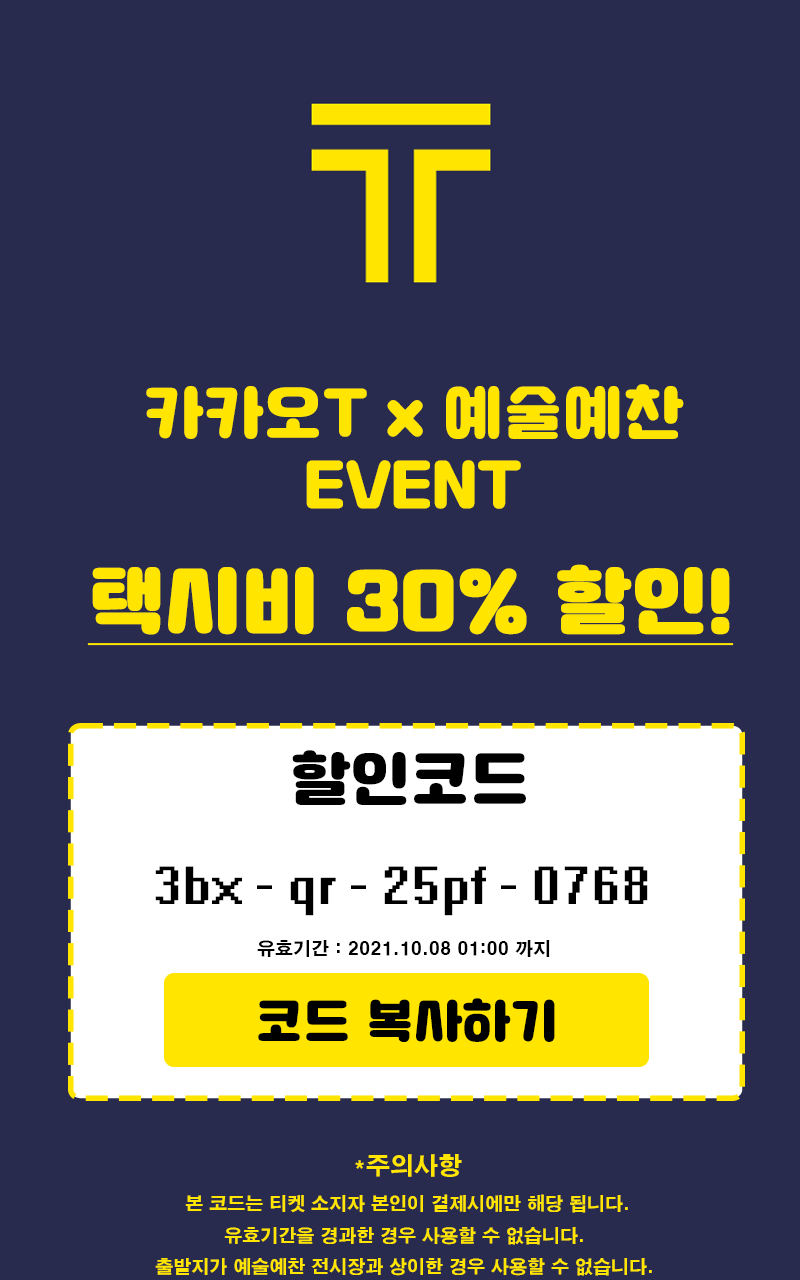 카카오T x 예술예찬
EVENT
택시비 30% 할인!
할인코드
3bx - qr - 25pf - 0768
유효기간 : 2021.10.08 01:00 까지
코드 복사하기
*주의사항
본 코드는 티켓 소지자 본인이 결제시에만 해당 됩니다.
유효기간을 경과한 경우 사용할 수 없습니다.
출발지가 예술예찬 전시장과 상이한 경우 사용할 수 없습니다.